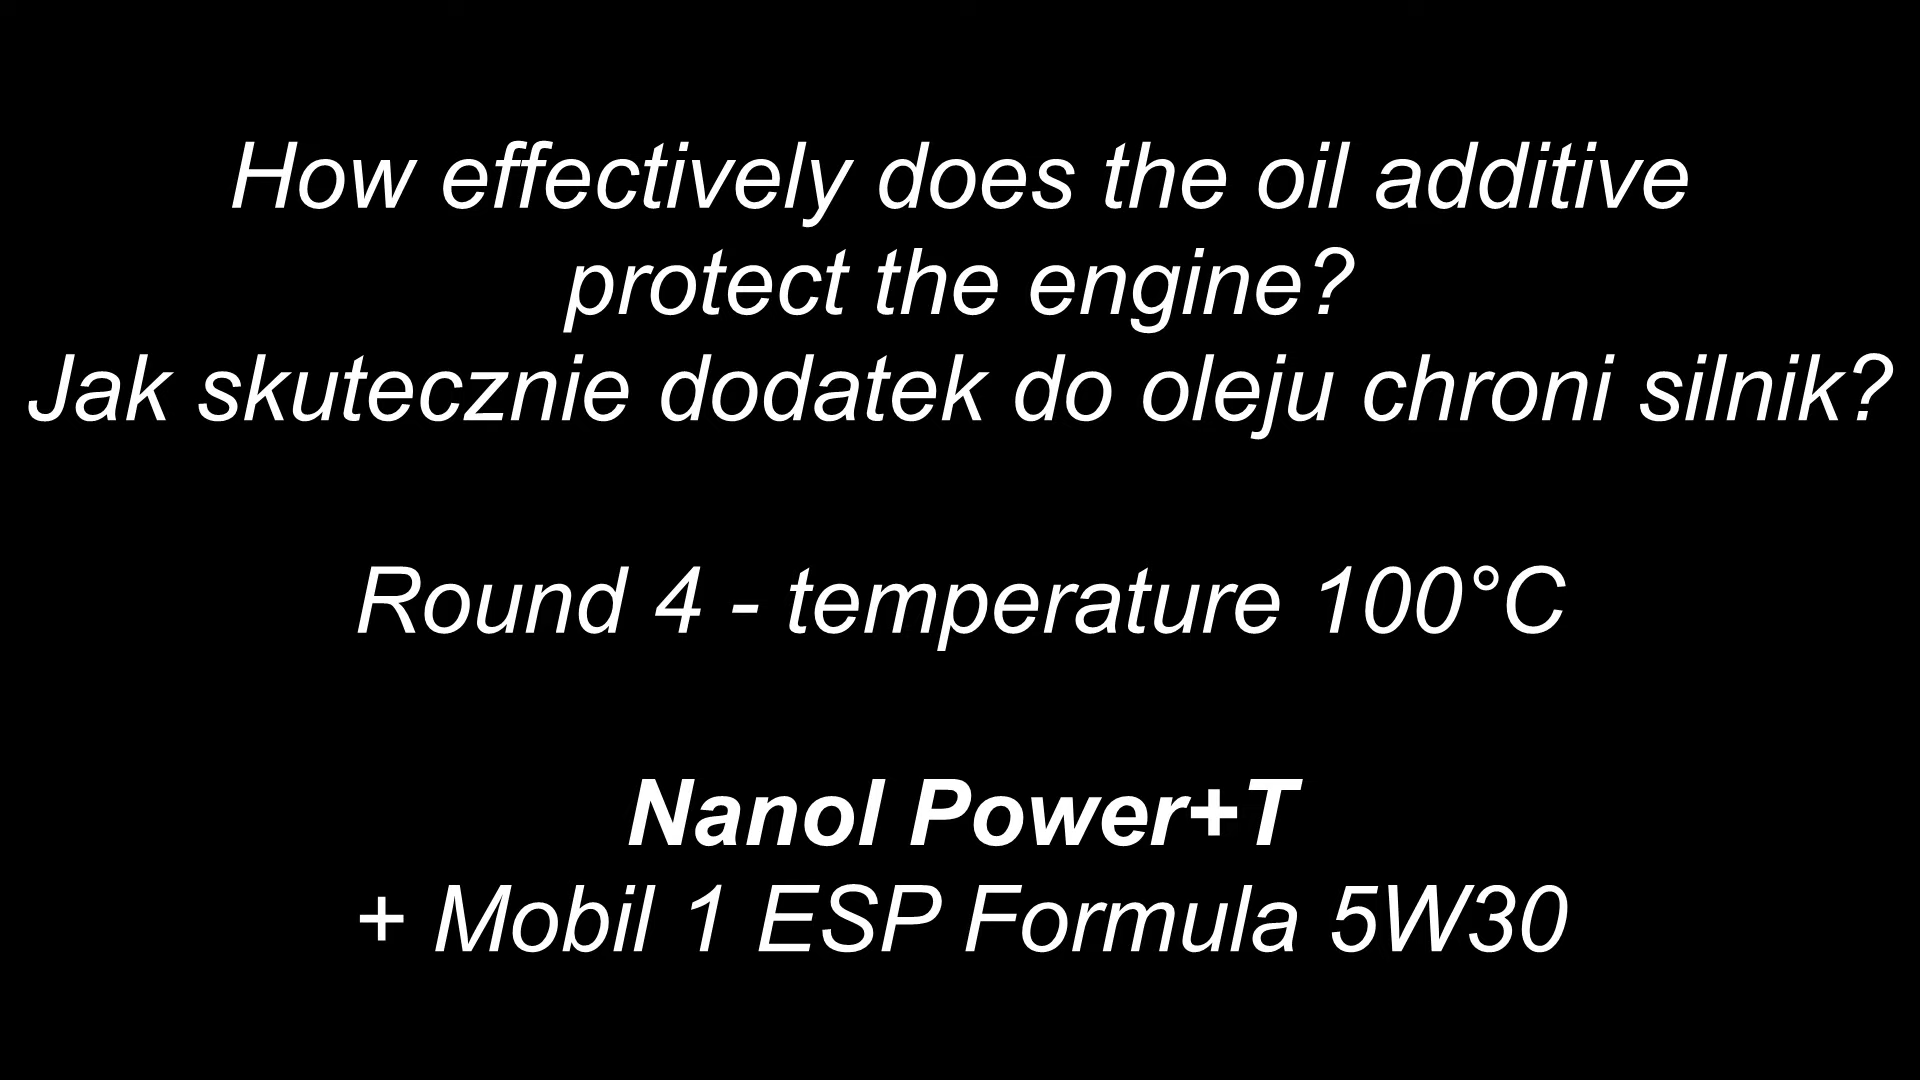 How effectively does the oil additive
protect the engine?
Jak skutecznie dodatek do oleju chroni silnik?
Round 4 - temperature 100°C
Nanol Power+T
+ Mobil 1 ESP Formula 5W30